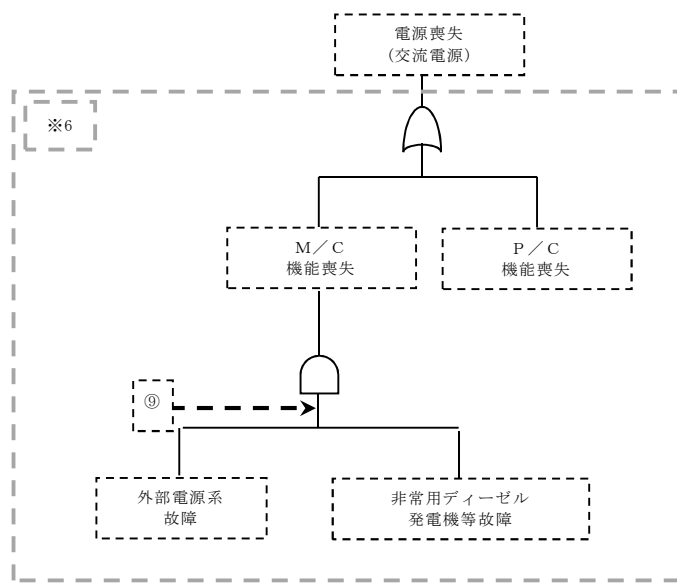 電源喪失
(交流電源)
※6
M/C
機能喪失
P/C
機能喪失
⑨
外部電源系
故障
非常用ディーゼル
発電機等故障